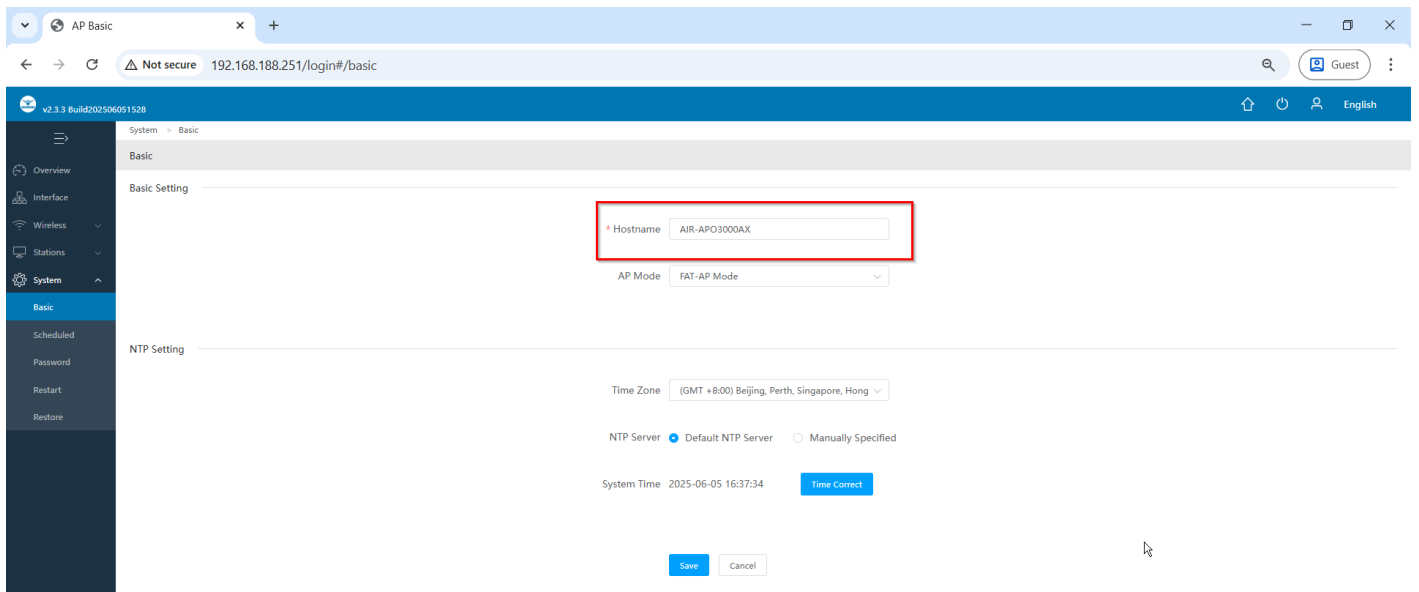 AP Basic
Not secure 192.168.188.251/login#/basic Guest
v2.3.3 Build202506051528 English
System > Basic
Basic
Overview
Interface
Wireless
Stations
System
Basic
Scheduled
Password
Restart
Restore
Basic Setting
* Hostname AIR-APO3000AX
AP Mode FAT-AP Mode
NTP Setting
Time Zone (GMT +8:00) Beijing, Perth, Singapore, Hong
NTP Server Default NTP Server Manually Specified
System Time 2025-06-05 16:37:34 Time Correct
Save Cancel